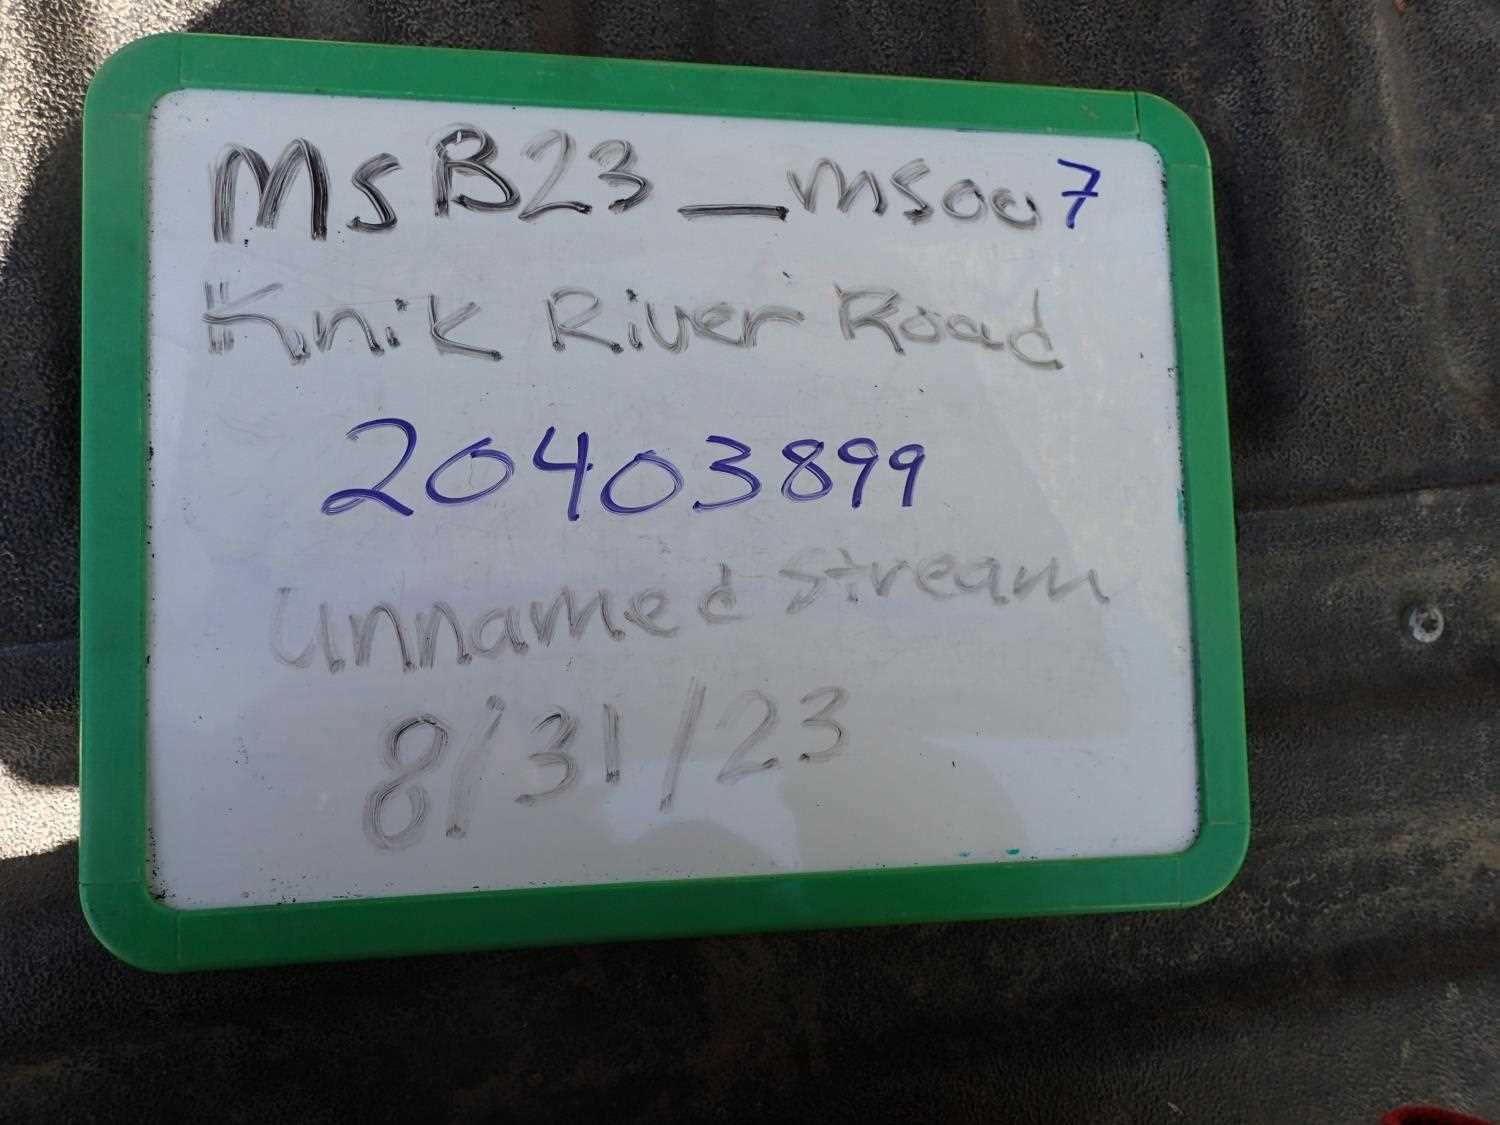 MsB23_ms007
Knik River Road
20403899
unnamed stream
8/31/23